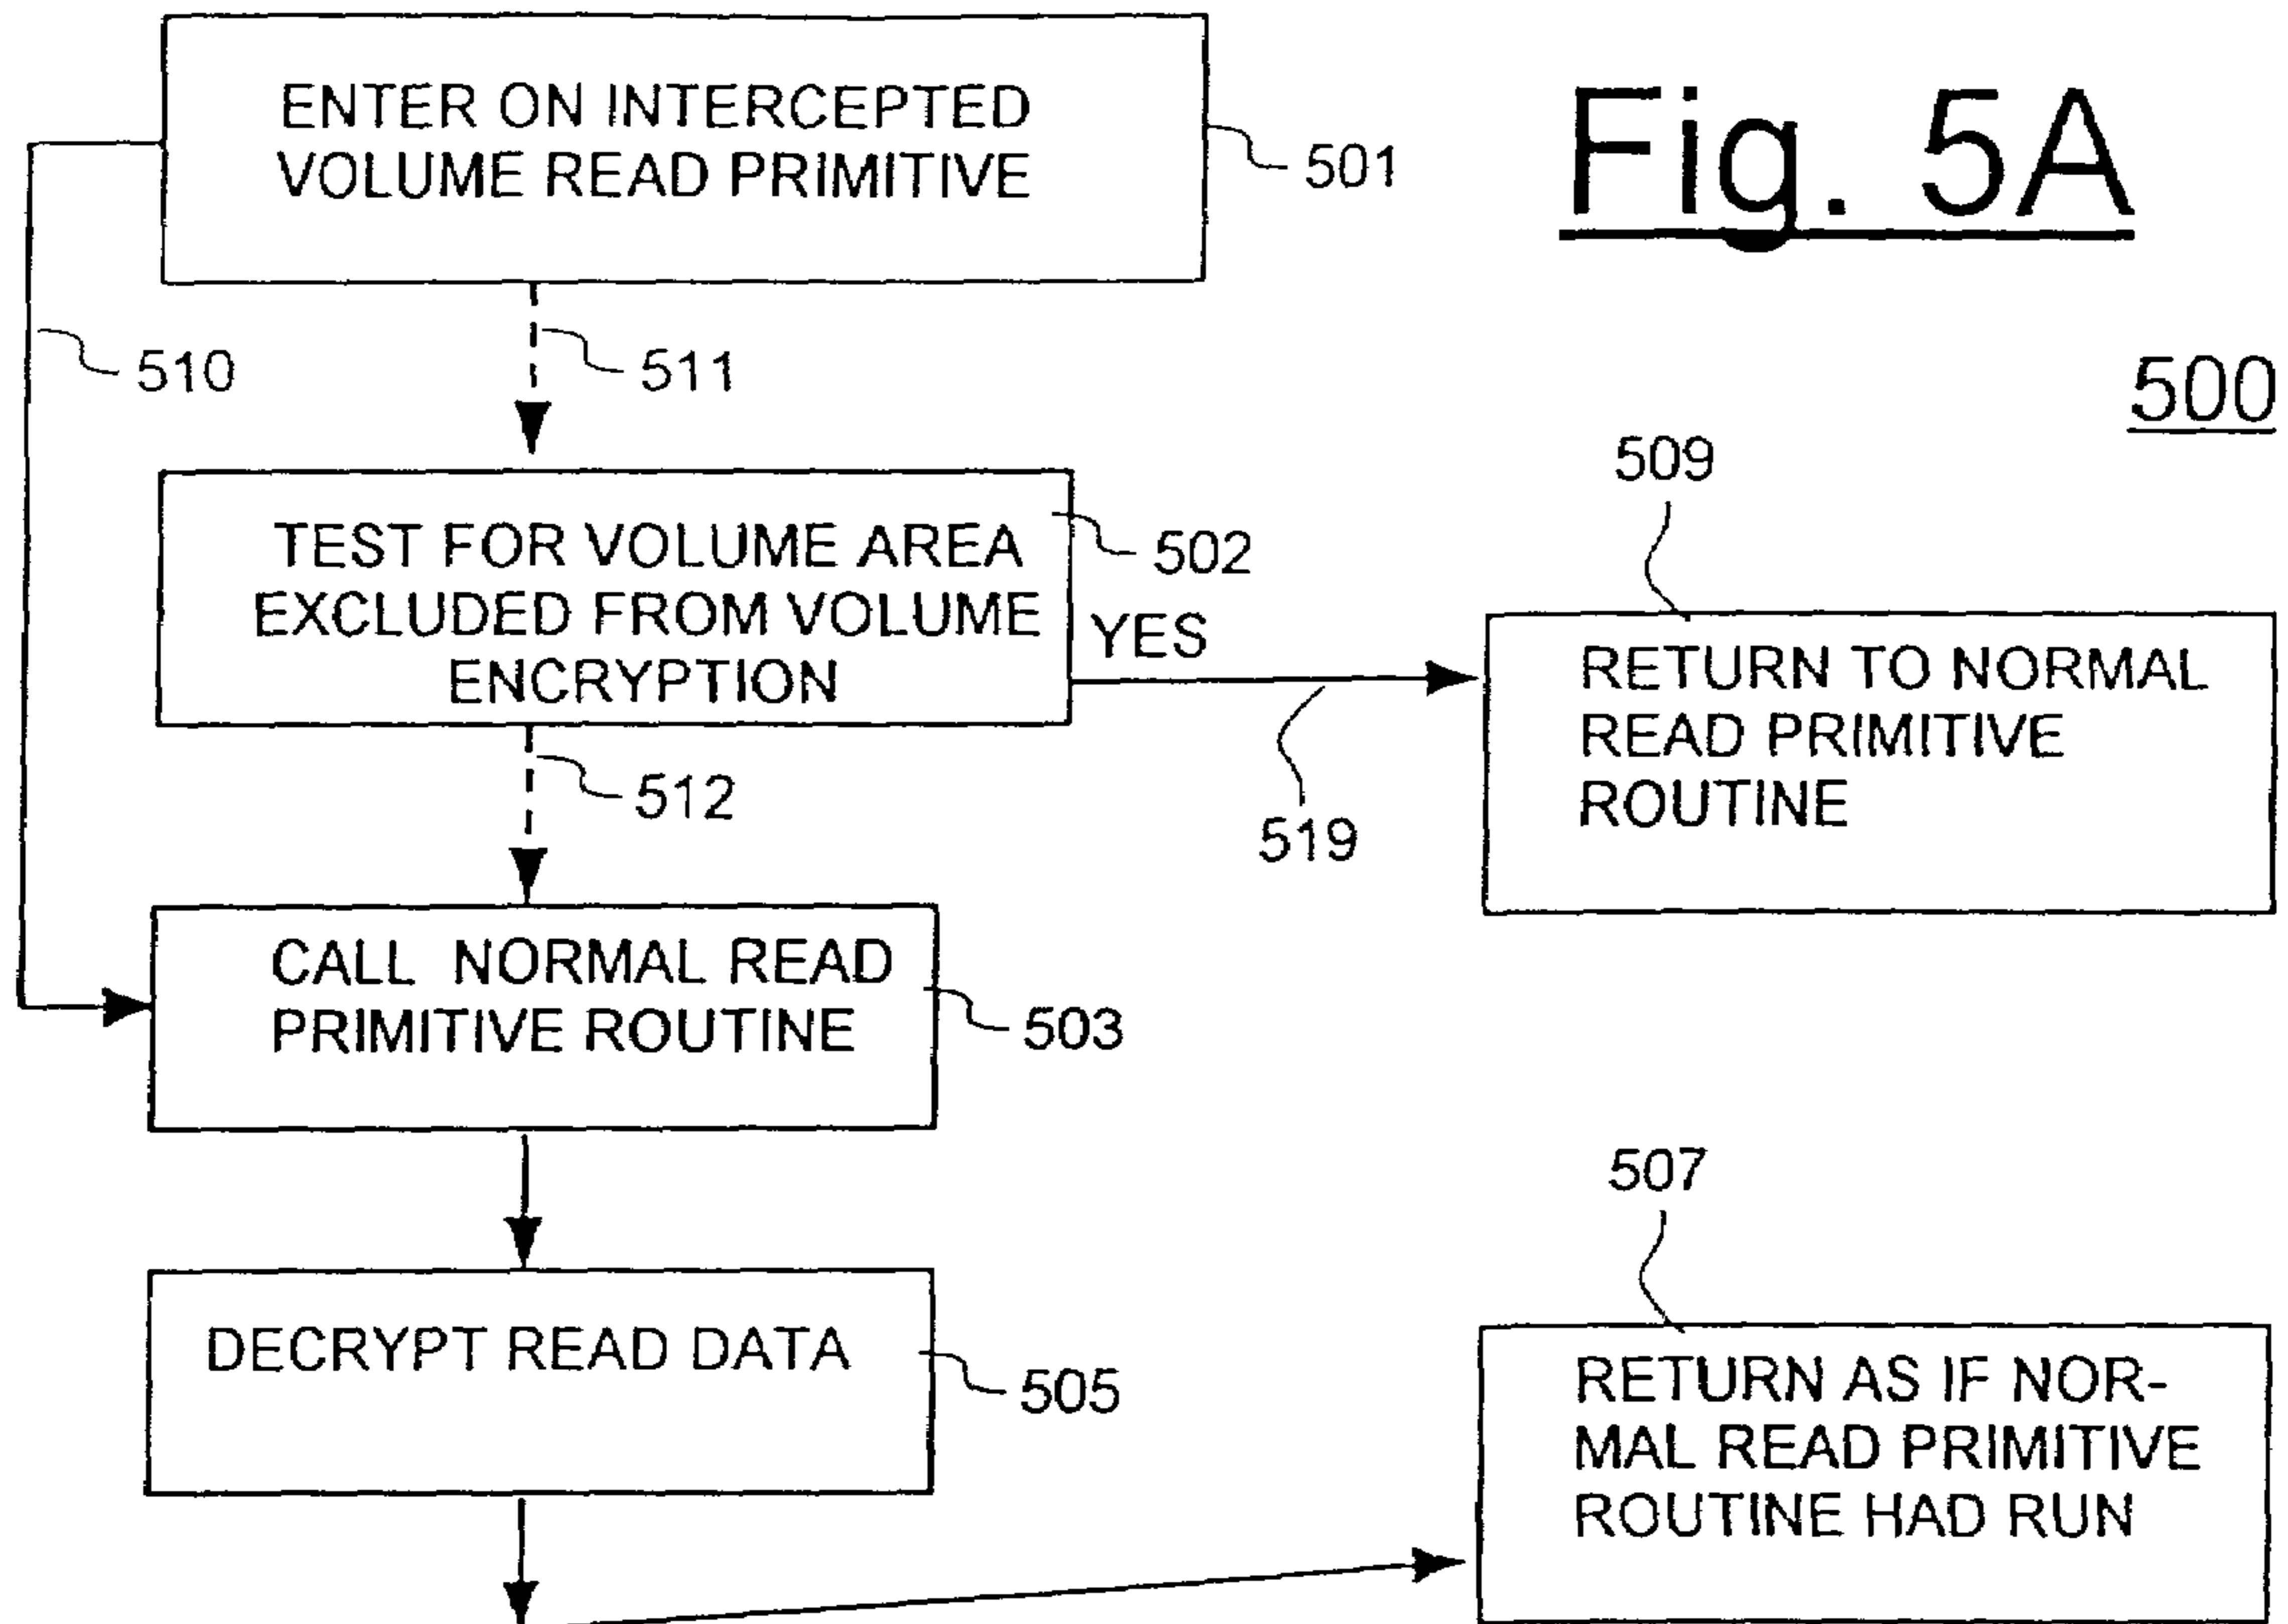 ENTER ON INTERCEPTED
VOLUME READ PRIMITIVE
501
Fig. 5A
510
511
500
TEST FOR VOLUME AREA
EXCLUDED FROM VOLUME
ENCRYPTION
502
YES
509
RETURN TO NORMAL
READ PRIMITIVE
ROUTINE
519
512
CALL NORMAL READ
PRIMITIVE ROUTINE
503
DECRYPT READ DATA
505
507
RETURN AS IF NOR-
MAL READ PRIMITIVE
ROUTINE HAD RUN